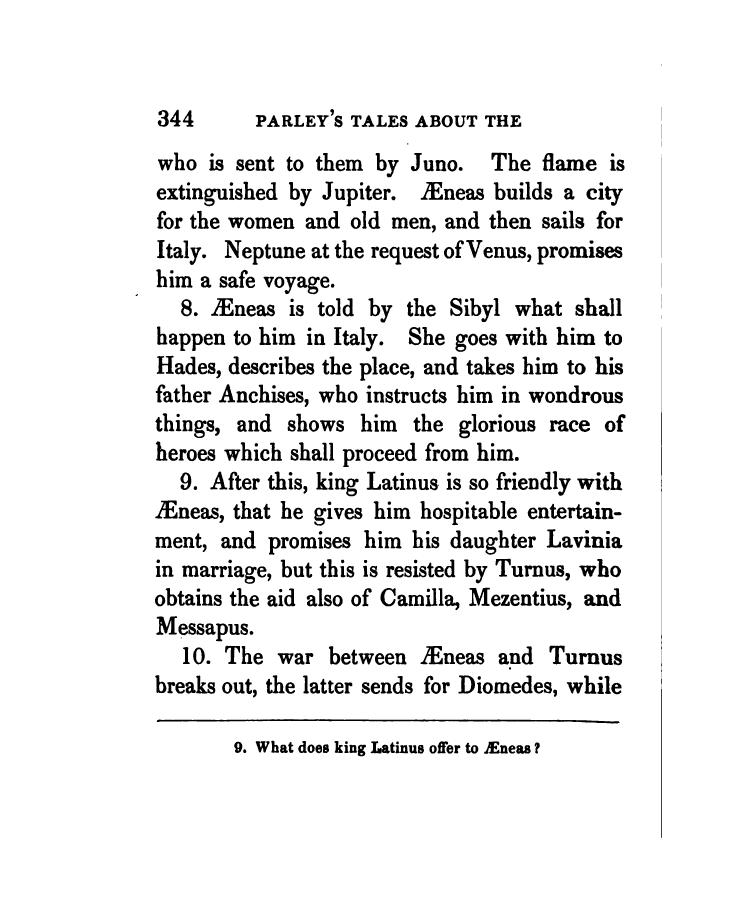 344 PARLEY'S TALES ABOUT THE
who is sent to them by Juno. The flame is
extinguished by Jupiter. Æneas builds a city
for the women and old men, and then sails for
Italy. Neptune at the request of Venus, promises
him a safe voyage.
8. Æneas is told by the Sibyl what shall
happen to him in Italy. She goes with him to
Hades, describes the place, and takes him to his
father Anchises, who instructs him in wondrous
things, and shows him the glorious race of
heroes which shall proceed from him.
9. After this, king Latinus is so friendly with
Æneas, that he gives him hospitable entertain-
ment, and promises him his daughter Lavinia
in marriage, but this is resisted by Turnus, who
obtains the aid also of Camilla, Mezentius, and
Messapus.
10. The war between Æneas and Turnus
breaks out, the latter sends for Diomedes, while
9. What does king Latinus offer to Æneas?